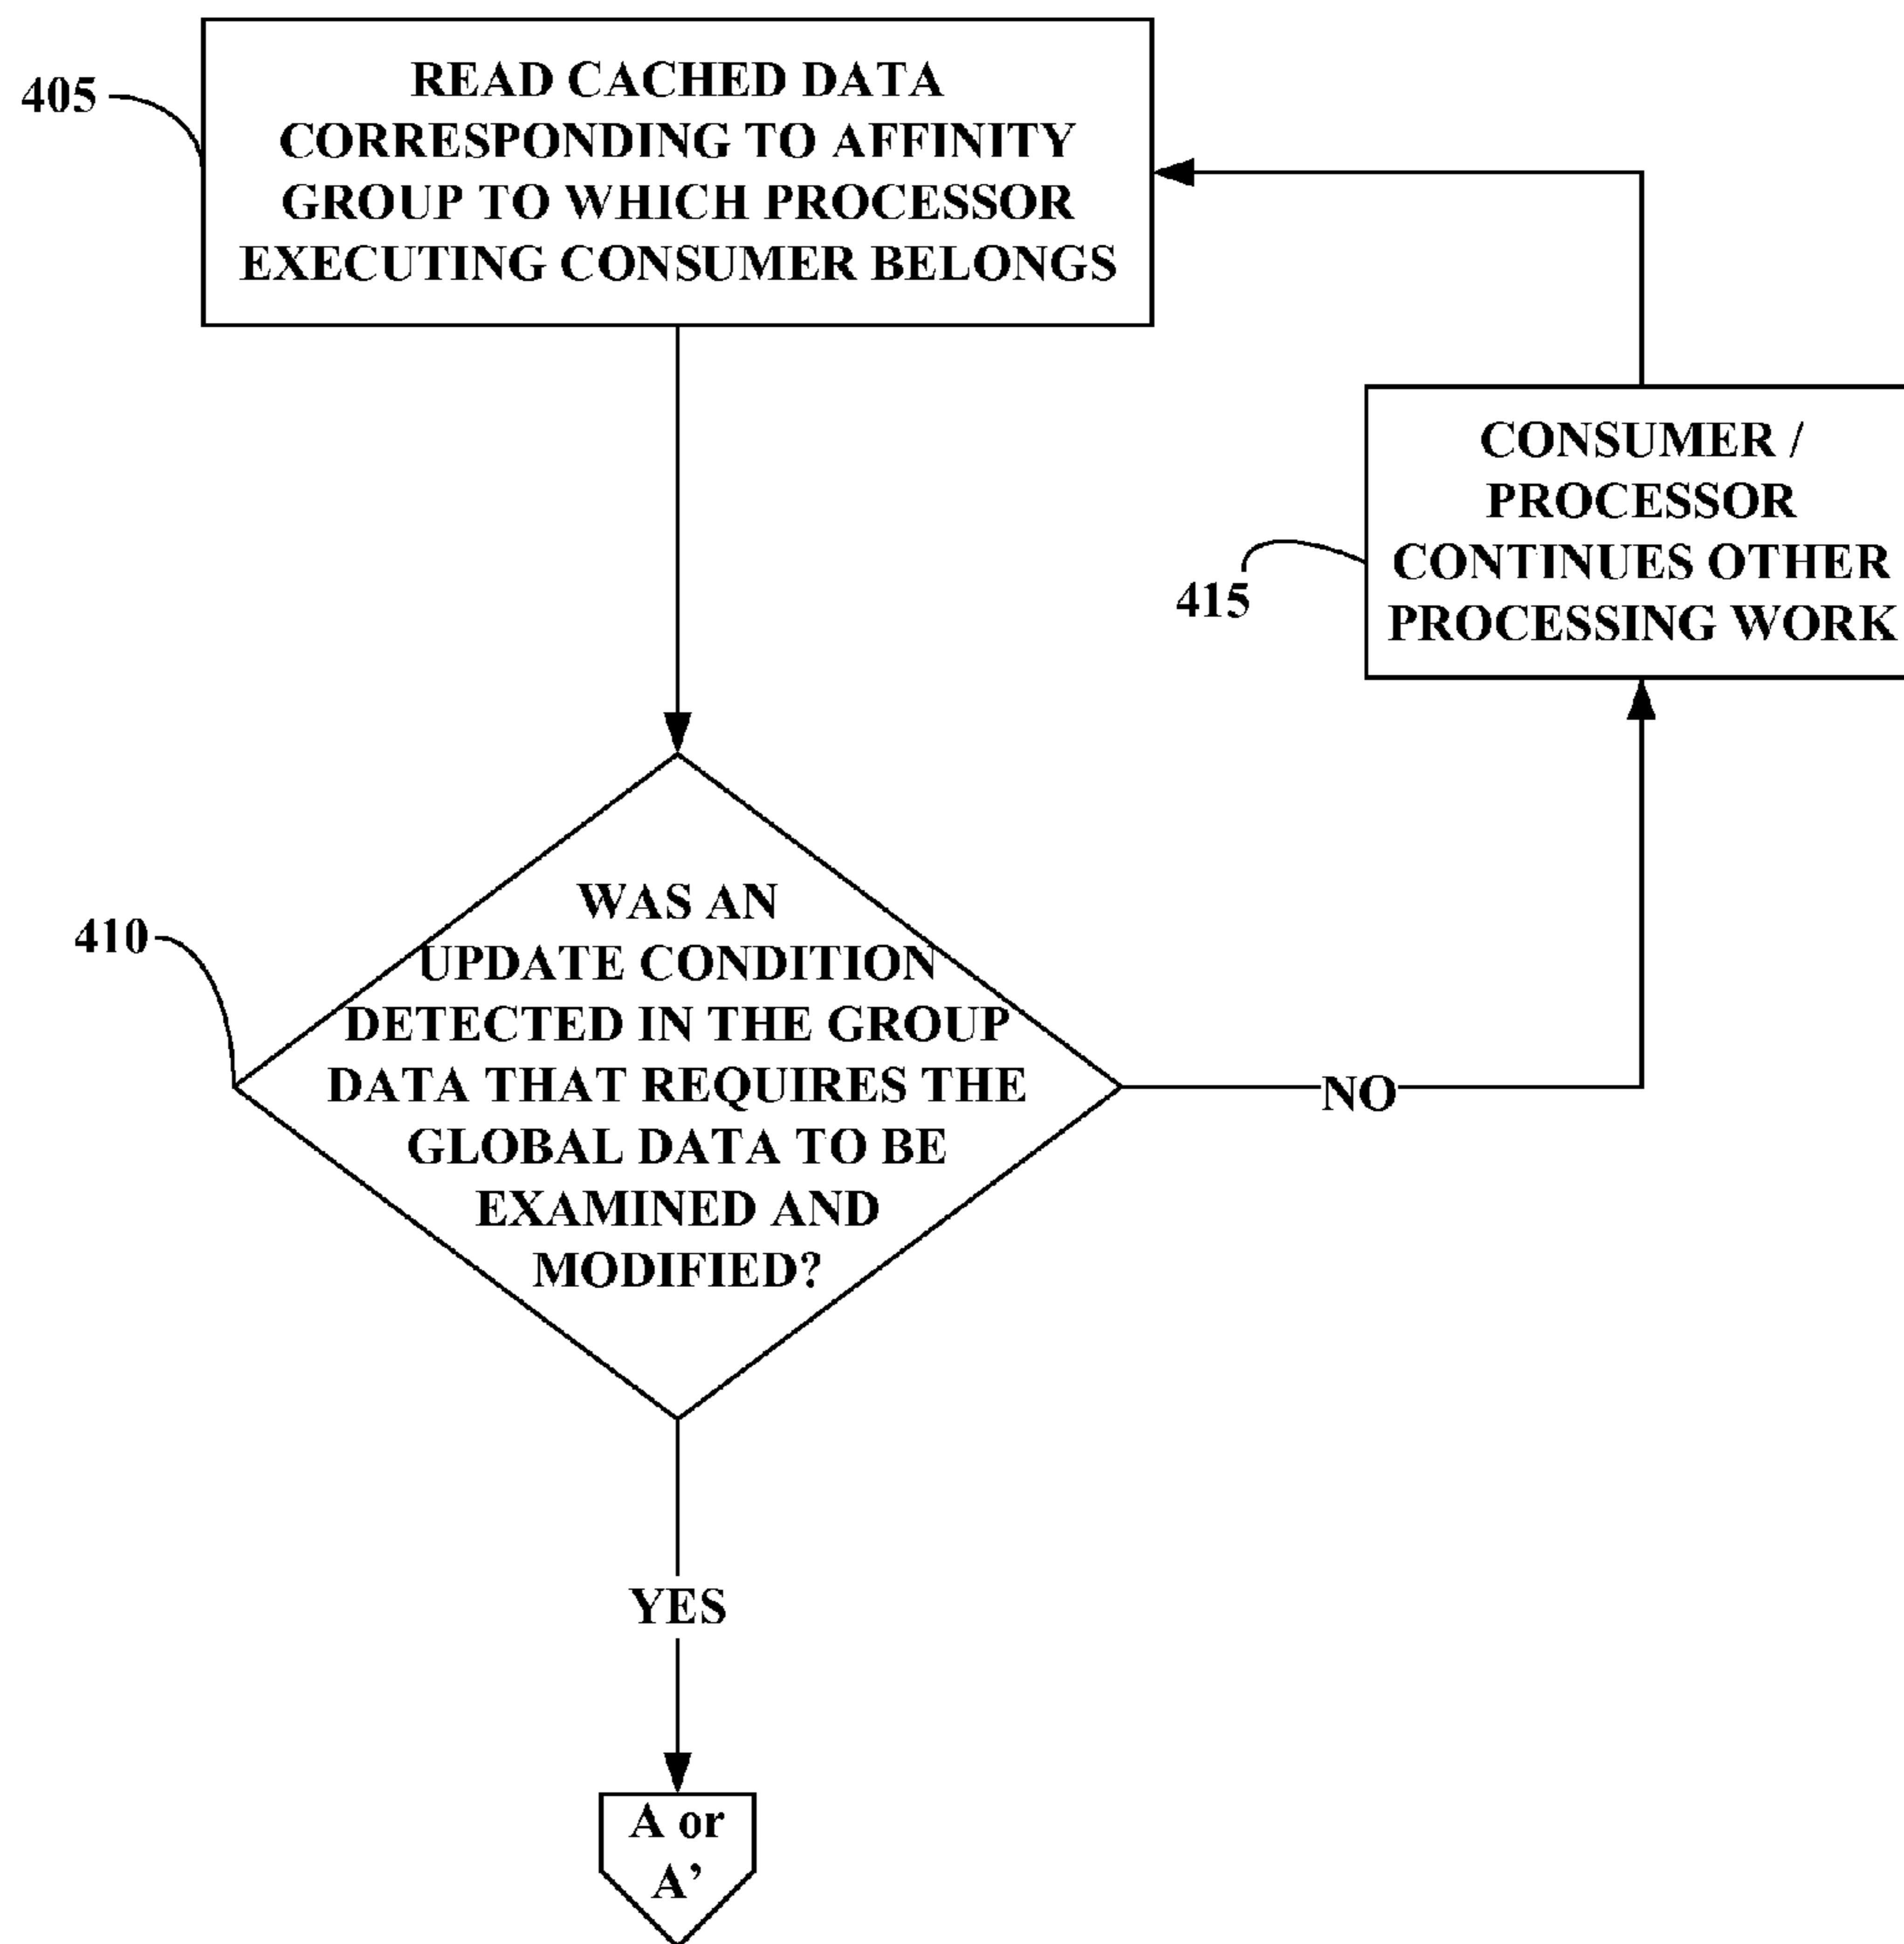 405
READ CACHED DATA
CORRESPONDING TO AFFINITY
GROUP TO WHICH PROCESSOR
EXECUTING CONSUMER BELONGS
CONSUMER /
PROCESSOR
CONTINUES OTHER
PROCESSING WORK
415
410
WAS AN
UPDATE CONDITION
DETECTED IN THE GROUP
DATA THAT REQUIRES THE
GLOBAL DATA TO BE
EXAMINED AND
MODIFIED?
NO
YES
A or
A’